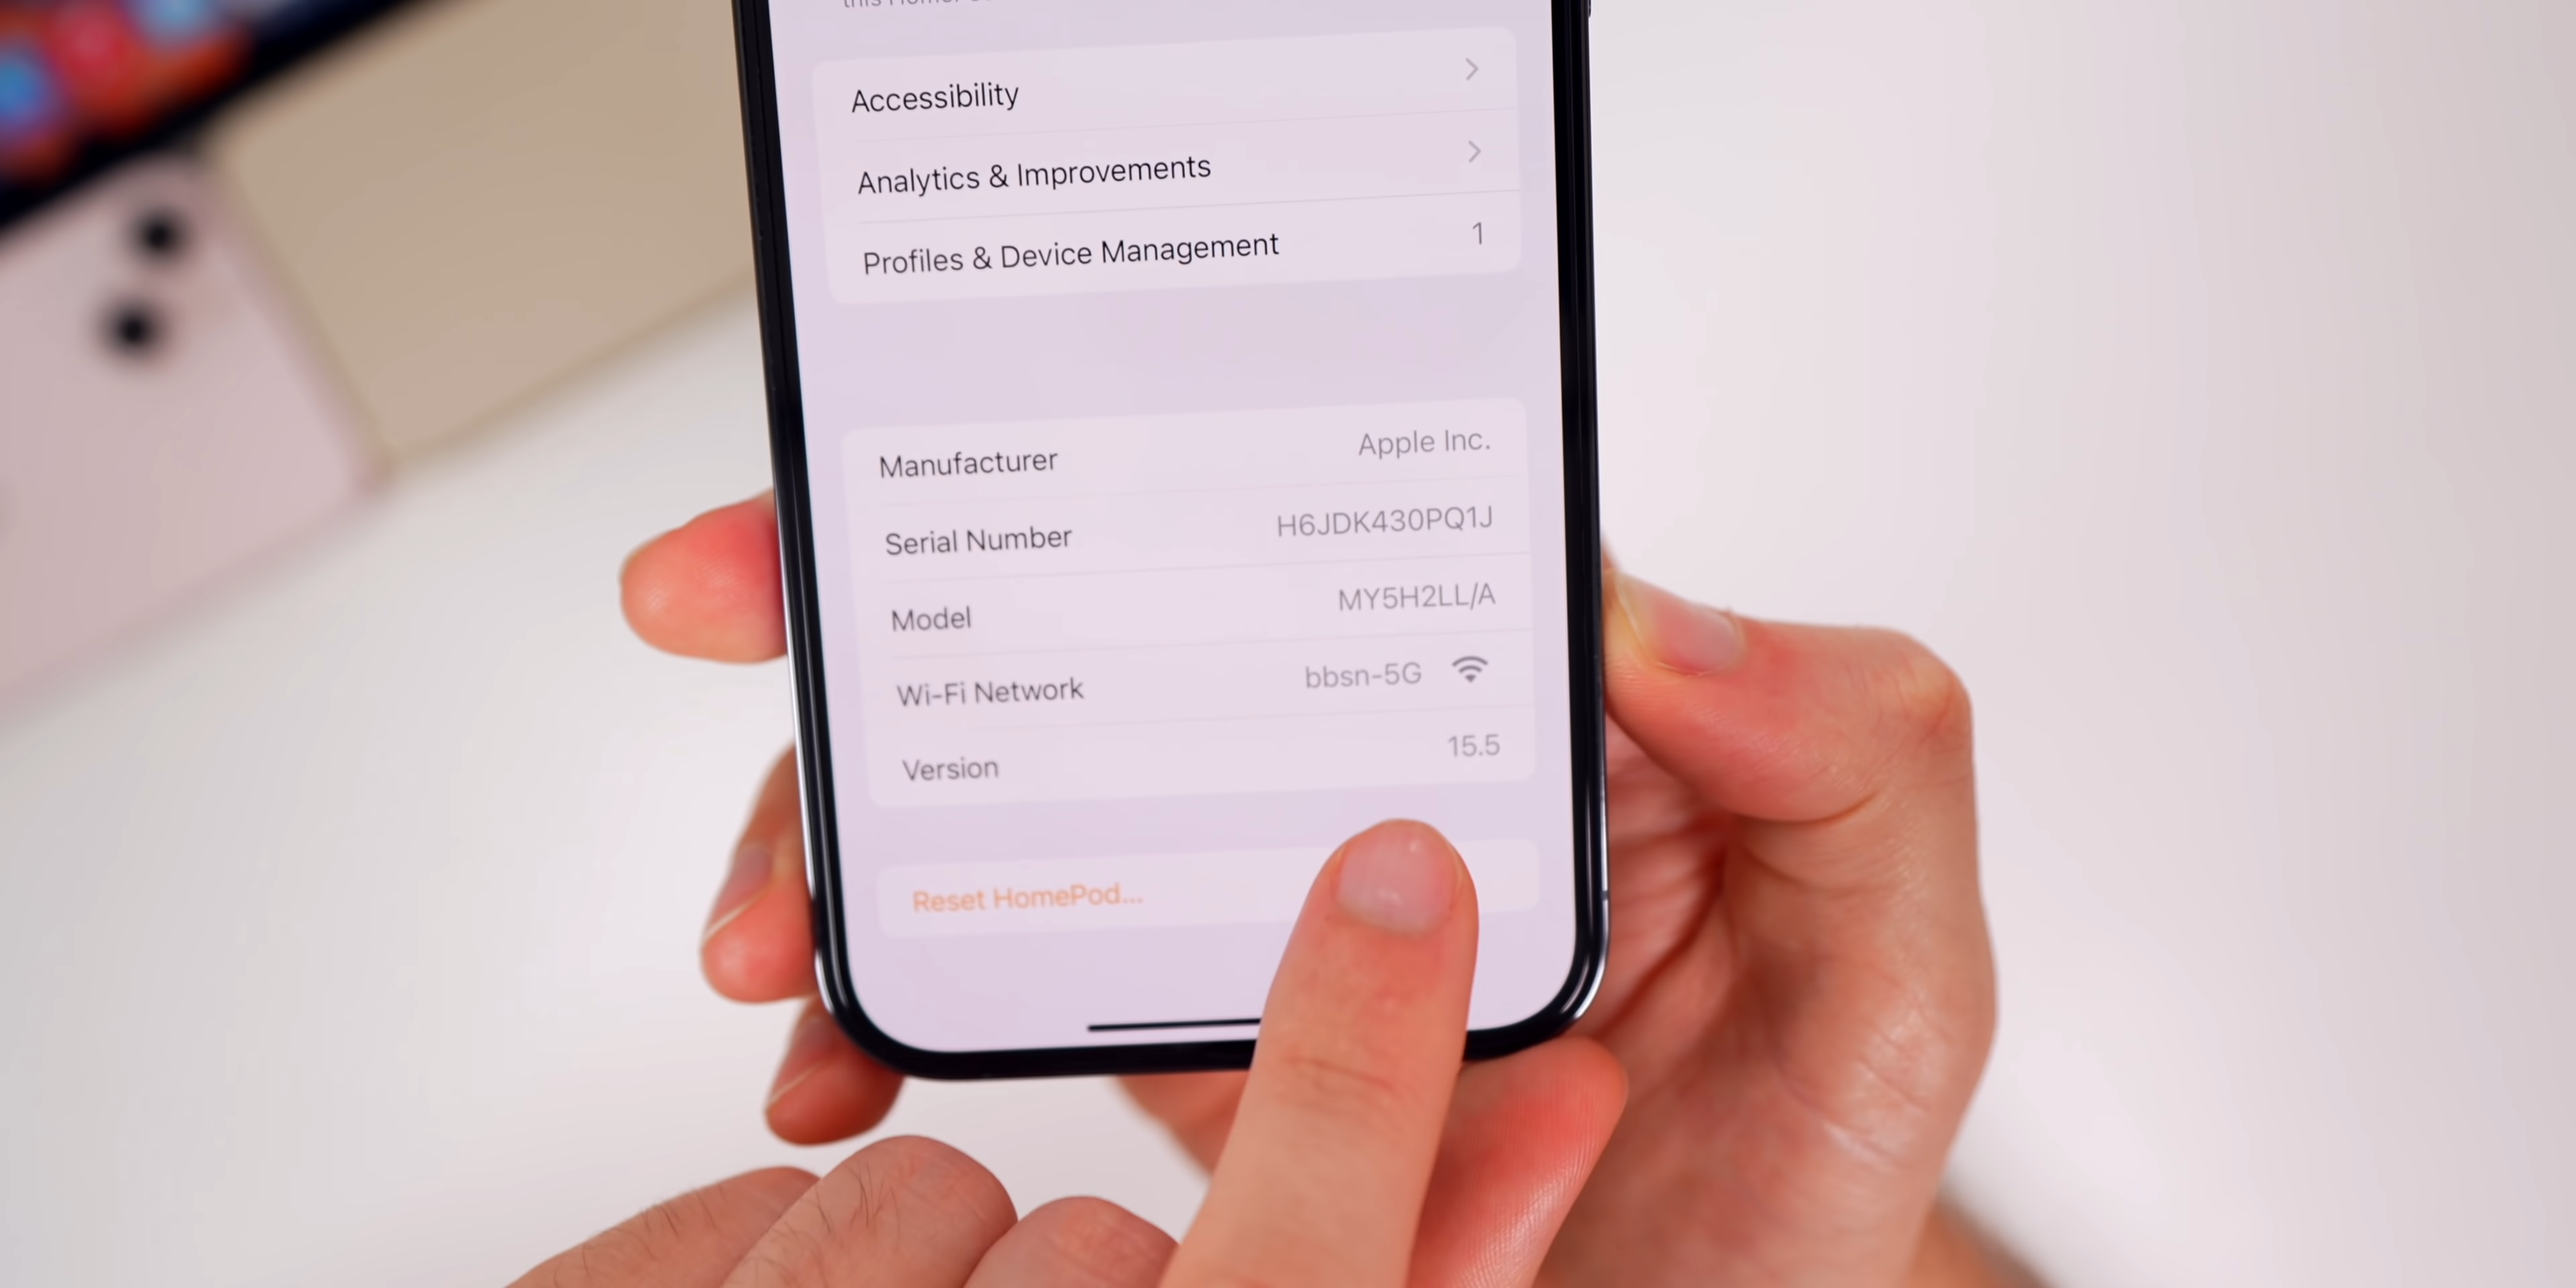 Accessibility
Analytics & Improvements
Profiles & Device Management 1
Manufacturer Apple Inc.
Serial Number H6JDK430PQ1J
Model MY5H2LL/A
Wi-Fi Network bbsn-5G
Version 15.5
Reset HomePod...